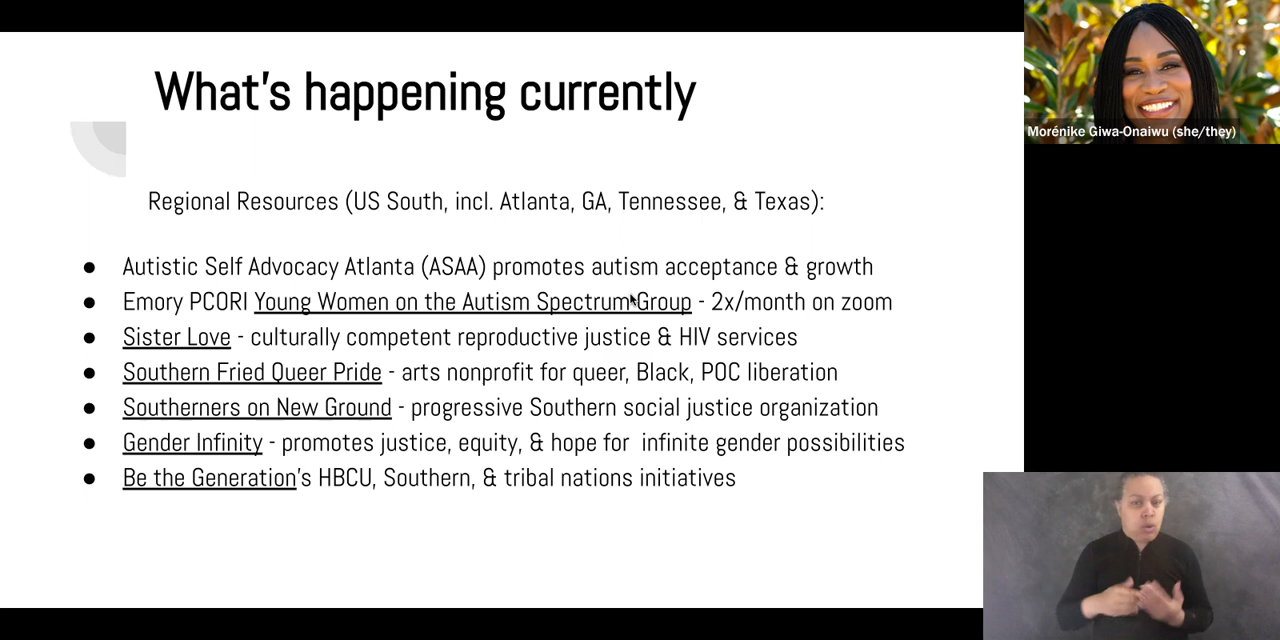 What's happening currently
Morénike Giwa-Onaiwu (she/they)
Regional Resources (US South, incl. Atlanta, GA, Tennessee, & Texas):
● Autistic Self Advocacy Atlanta (ASAA) promotes autism acceptance & growth
● Emory PCORI Young Women on the Autism Spectrum Group - 2x/month on zoom
● Sister Love - culturally competent reproductive justice & HIV services
● Southern Fried Queer Pride - arts nonprofit for queer, Black, POC liberation
● Southerners on New Ground - progressive Southern social justice organization
● Gender Infinity - promotes justice, equity, & hope for  infinite gender possibilities
● Be the Generation's HBCU, Southern, & tribal nations initiatives